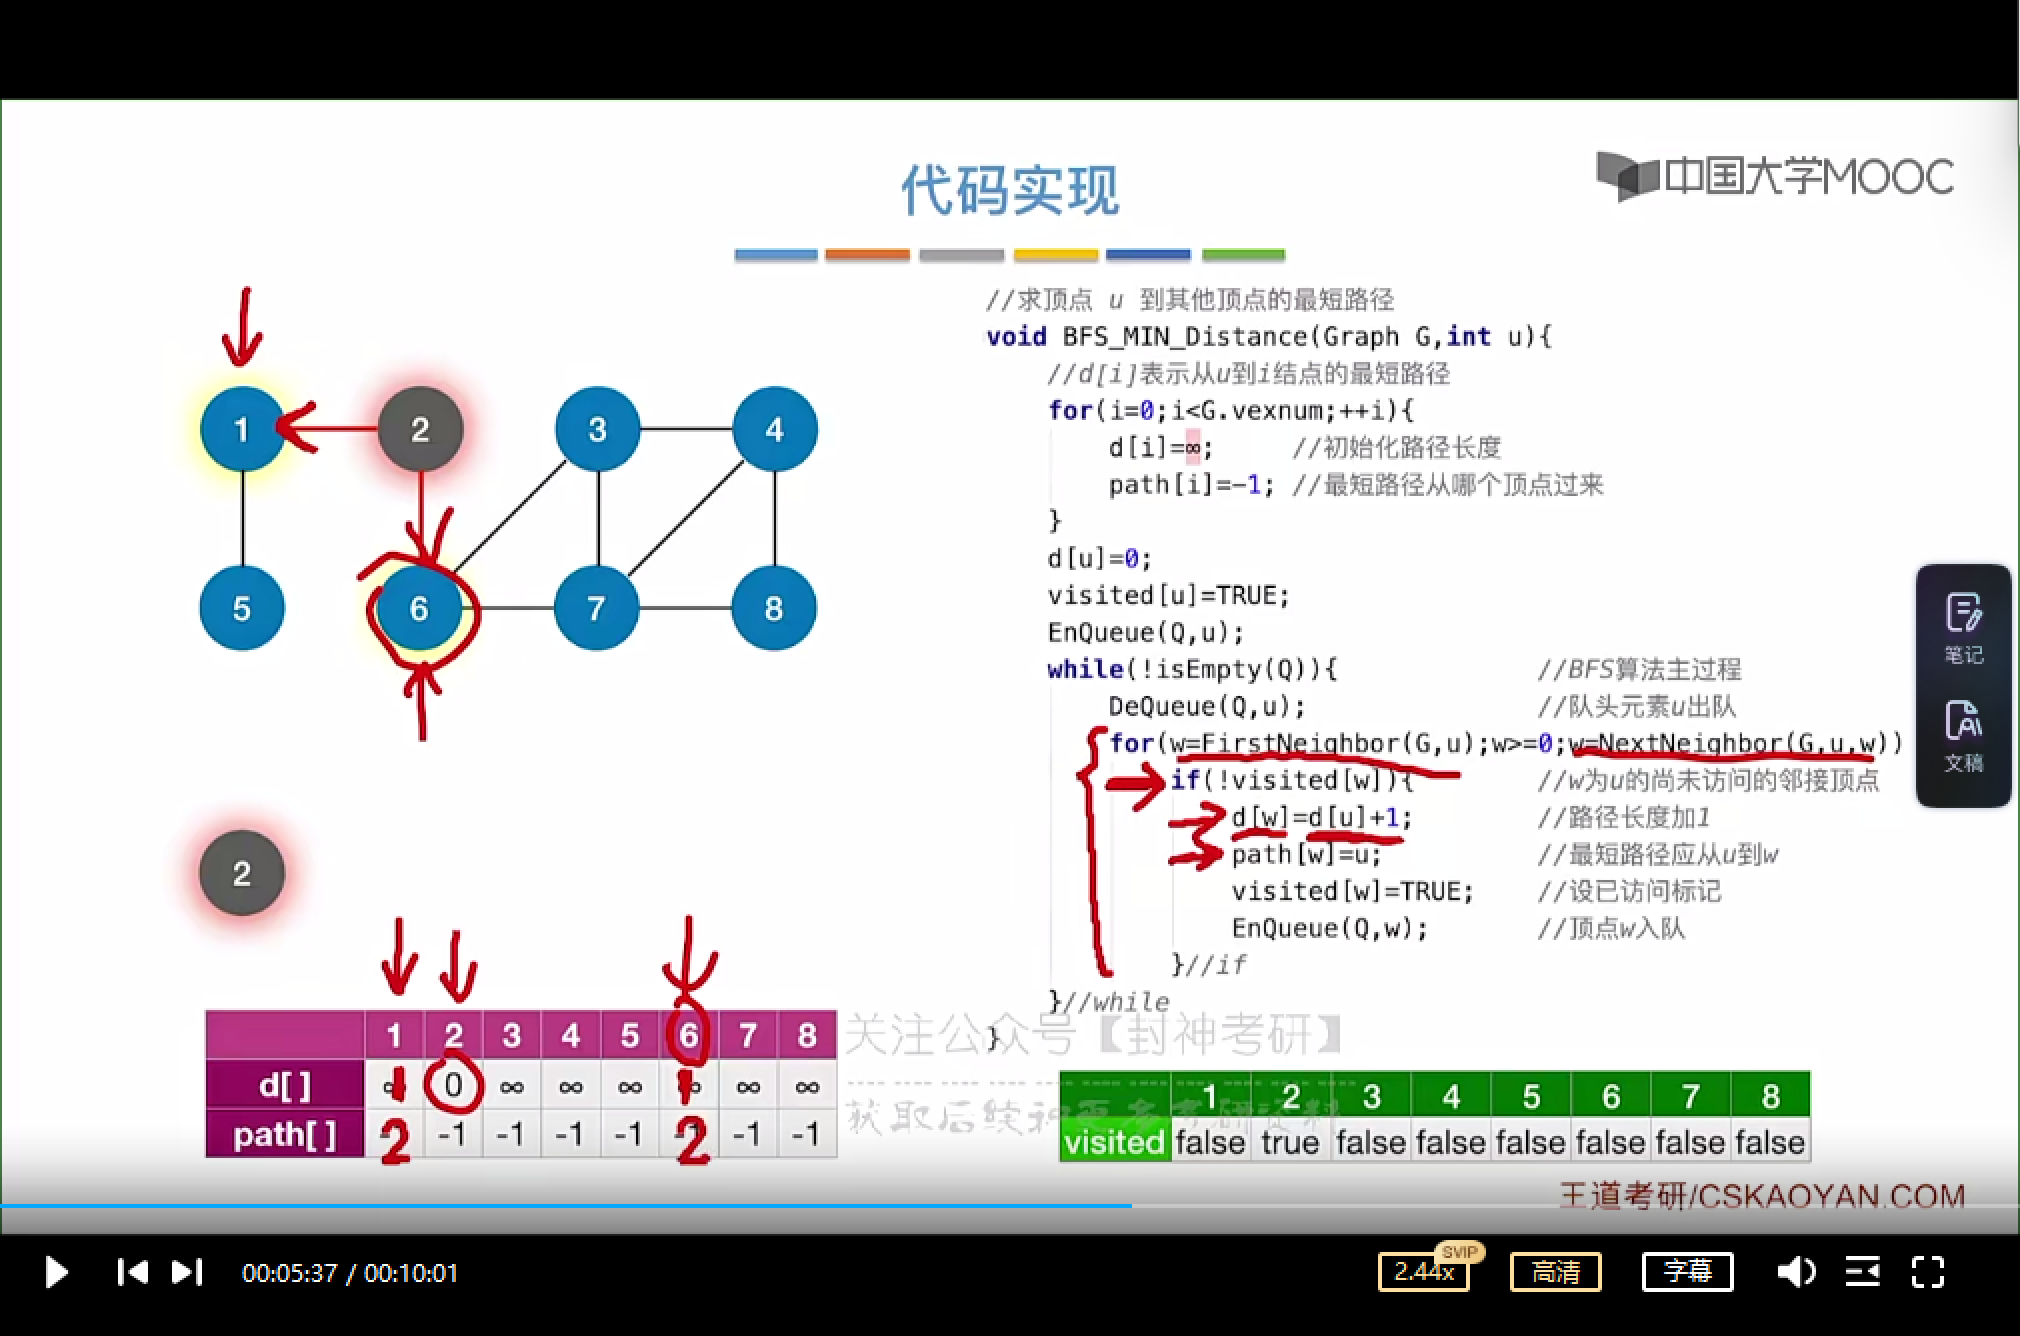 代码实现
中国大学MOOC
1
2
3
4
5
6
7
8
2
//求顶点 u 到其他顶点的最短路径
void BFS_MIN_Distance(Graph G,int u){
//d[i]表示从u到i结点的最短路径
for(i=0;i<G.vexnum;++i){
d[i]=∞; //初始化路径长度
path[i]=-1; //最短路径从哪个顶点过来
}
d[u]=0;
visited[u]=TRUE;
EnQueue(Q,u);
while(!isEmpty(Q)){ //BFS算法主过程
DeQueue(Q,u); //队头元素u出队
for(w=FirstNeighbor(G,u);w>=0;w=NextNeighbor(G,u,w))
if(!visited[w]){ //w为u的尚未访问的邻接顶点
d[w]=d[u]+1; //路径长度加1
path[w]=u; //最短路径应从u到w
visited[w]=TRUE; //设已访问标记
EnQueue(Q,w); //顶点w入队
}//if
}//while
}
1 2 3 4 5 6 7 8
d[ ] 1 0 ∞ ∞ ∞ 1 ∞ ∞
path[ ] 2 -1 -1 -1 -1 2 -1 -1
关注公众号【封神考研】
获取后续和更多考研资料
1 2 3 4 5 6 7 8
visited false true false false false false false false
王道考研/CSKAOYAN.COM
笔记
文稿
00:05:37 / 00:10:01
SVIP
2.44x
高清
字幕